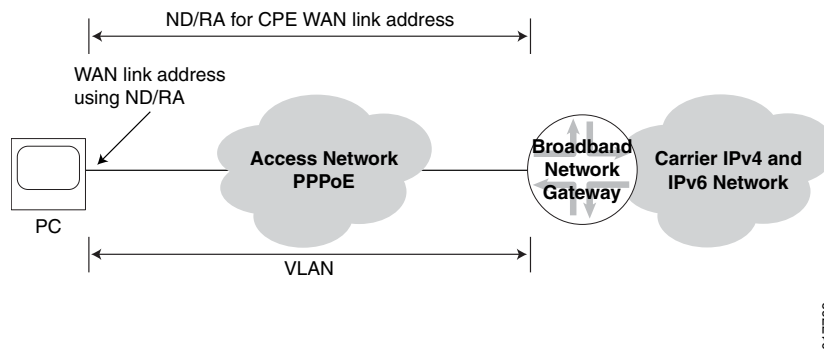 ND/RA for CPE WAN link address
WAN link address
using ND/RA
Access Network
PPPoE
Broadband
Network
Gateway
Carrier IPv4 and
IPv6 Network
PC
VLAN